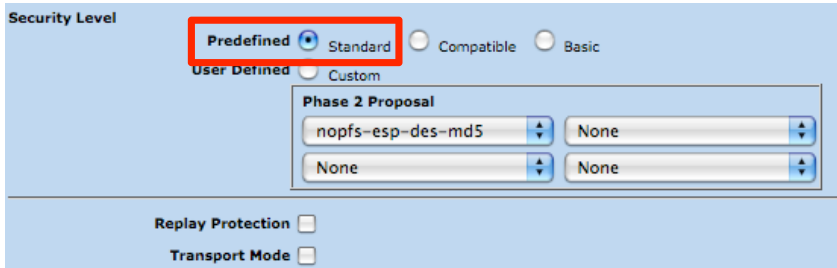 Security Level
Predefined Standard Compatible Basic
User Defined Custom
Phase 2 Proposal
nopfs-esp-des-md5 None
None None
Replay Protection
Transport Mode